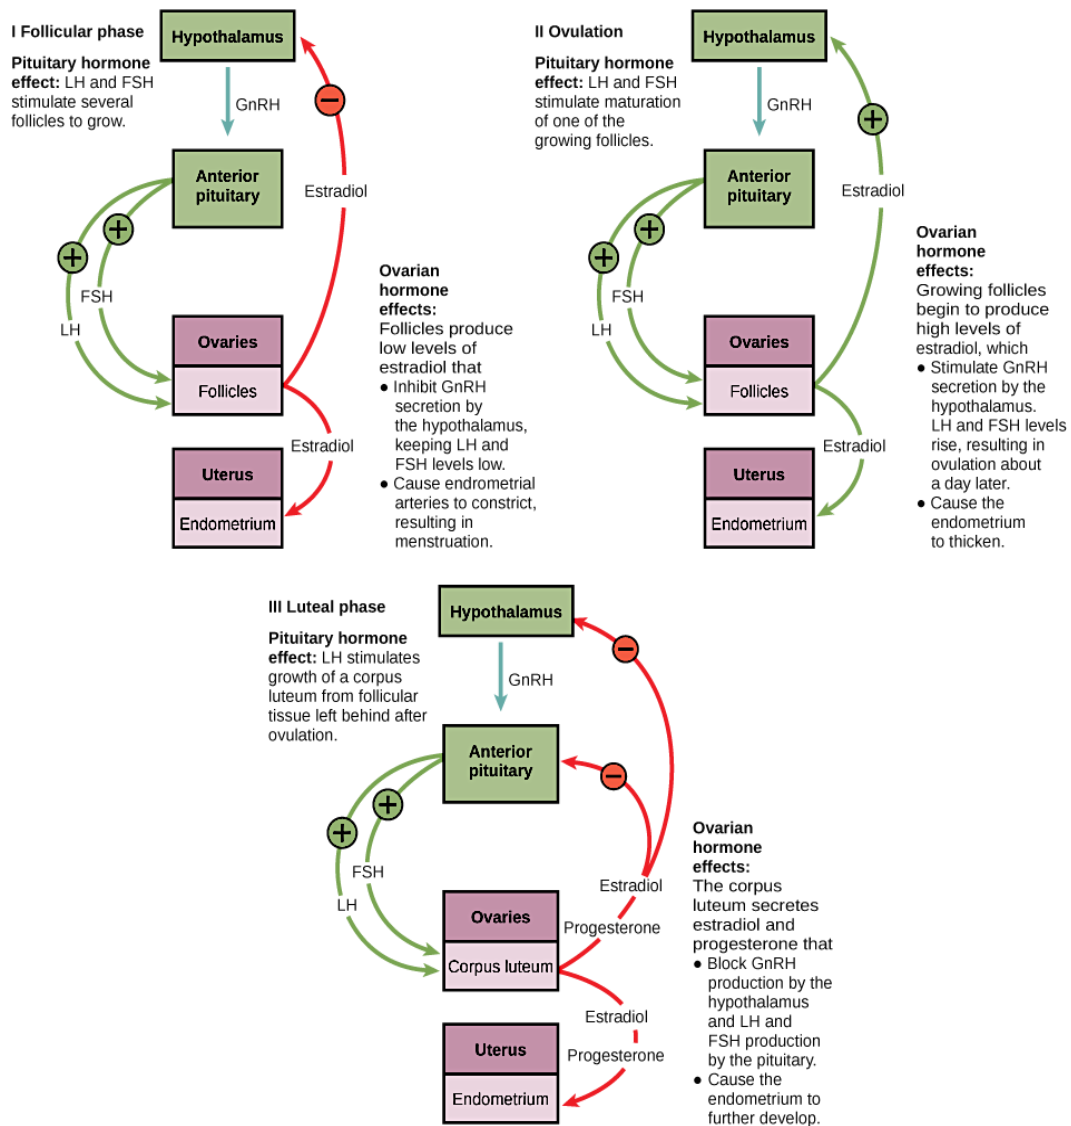 I Follicular phase
Pituitary hormone
effect: LH and FSH
stimulate several
follicles to grow.
Hypothalamus
GnRH
−
Anterior
pituitary
Estradiol
+
+
FSH
LH
Ovaries
Follicles
Estradiol
Uterus
Endometrium
Ovarian
hormone
effects:
Follicles produce
low levels of
estradiol that
● Inhibit GnRH
secretion by
the hypothalamus,
keeping LH and
FSH levels low.
● Cause endrometrial
arteries to constrict,
resulting in
menstruation.
II Ovulation
Pituitary hormone
effect: LH and FSH
stimulate maturation
of one of the
growing follicles.
Hypothalamus
GnRH
+
Anterior
pituitary
Estradiol
+
+
FSH
LH
Ovaries
Follicles
Estradiol
Uterus
Endometrium
Ovarian
hormone
effects:
Growing follicles
begin to produce
high levels of
estradiol, which
● Stimulate GnRH
secretion by the
hypothalamus.
LH and FSH levels
rise, resulting in
ovulation about
a day later.
● Cause the
endometrium
to thicken.
III Luteal phase
Pituitary hormone
effect: LH stimulates
growth of a corpus
luteum from follicular
tissue left behind after
ovulation.
Hypothalamus
−
GnRH
Anterior
pituitary
−
+
+
FSH
LH
Estradiol
Progesterone
Ovaries
Corpus luteum
Estradiol
Progesterone
Uterus
Endometrium
Ovarian
hormone
effects:
The corpus
luteum secretes
estradiol and
progesterone that
● Block GnRH
production by the
hypothalamus
and LH and
FSH production
by the pituitary.
● Cause the
endometrium to
further develop.